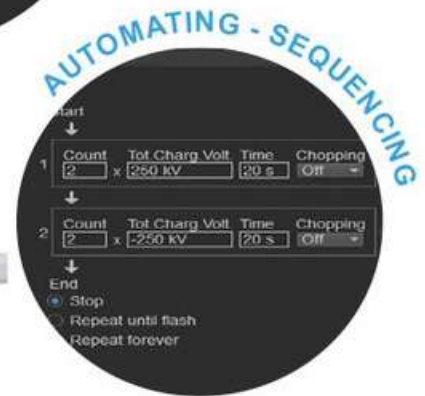 AUTOMATING - SEQUENCING
Start
1 Count Tot Charg Volt Time Chopping
2 x 250 kV 20 s Off
2 Count Tot Charg Volt Time Chopping
2 x -250 kV 20 s Off
End
Stop
Repeat until flash
Repeat forever